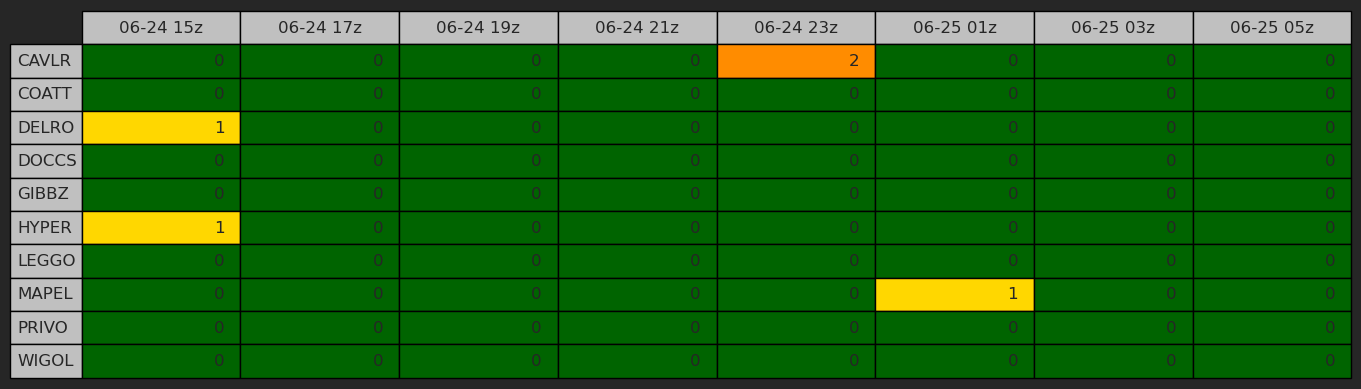 06-24 15z 06-24 17z 06-24 19z 06-24 21z 06-24 23z 06-25 01z 06-25 03z 06-25 05z
CAVLR 0 0 0 0 2 0 0 0
COATT 0 0 0 0 0 0 0 0
DELRO 1 0 0 0 0 0 0 0
DOCCS 0 0 0 0 0 0 0 0
GIBBZ 0 0 0 0 0 0 0 0
HYPER 1 0 0 0 0 0 0 0
LEGGO 0 0 0 0 0 0 0 0
MAPEL 0 0 0 0 0 1 0 0
PRIVO 0 0 0 0 0 0 0 0
WIGOL 0 0 0 0 0 0 0 0